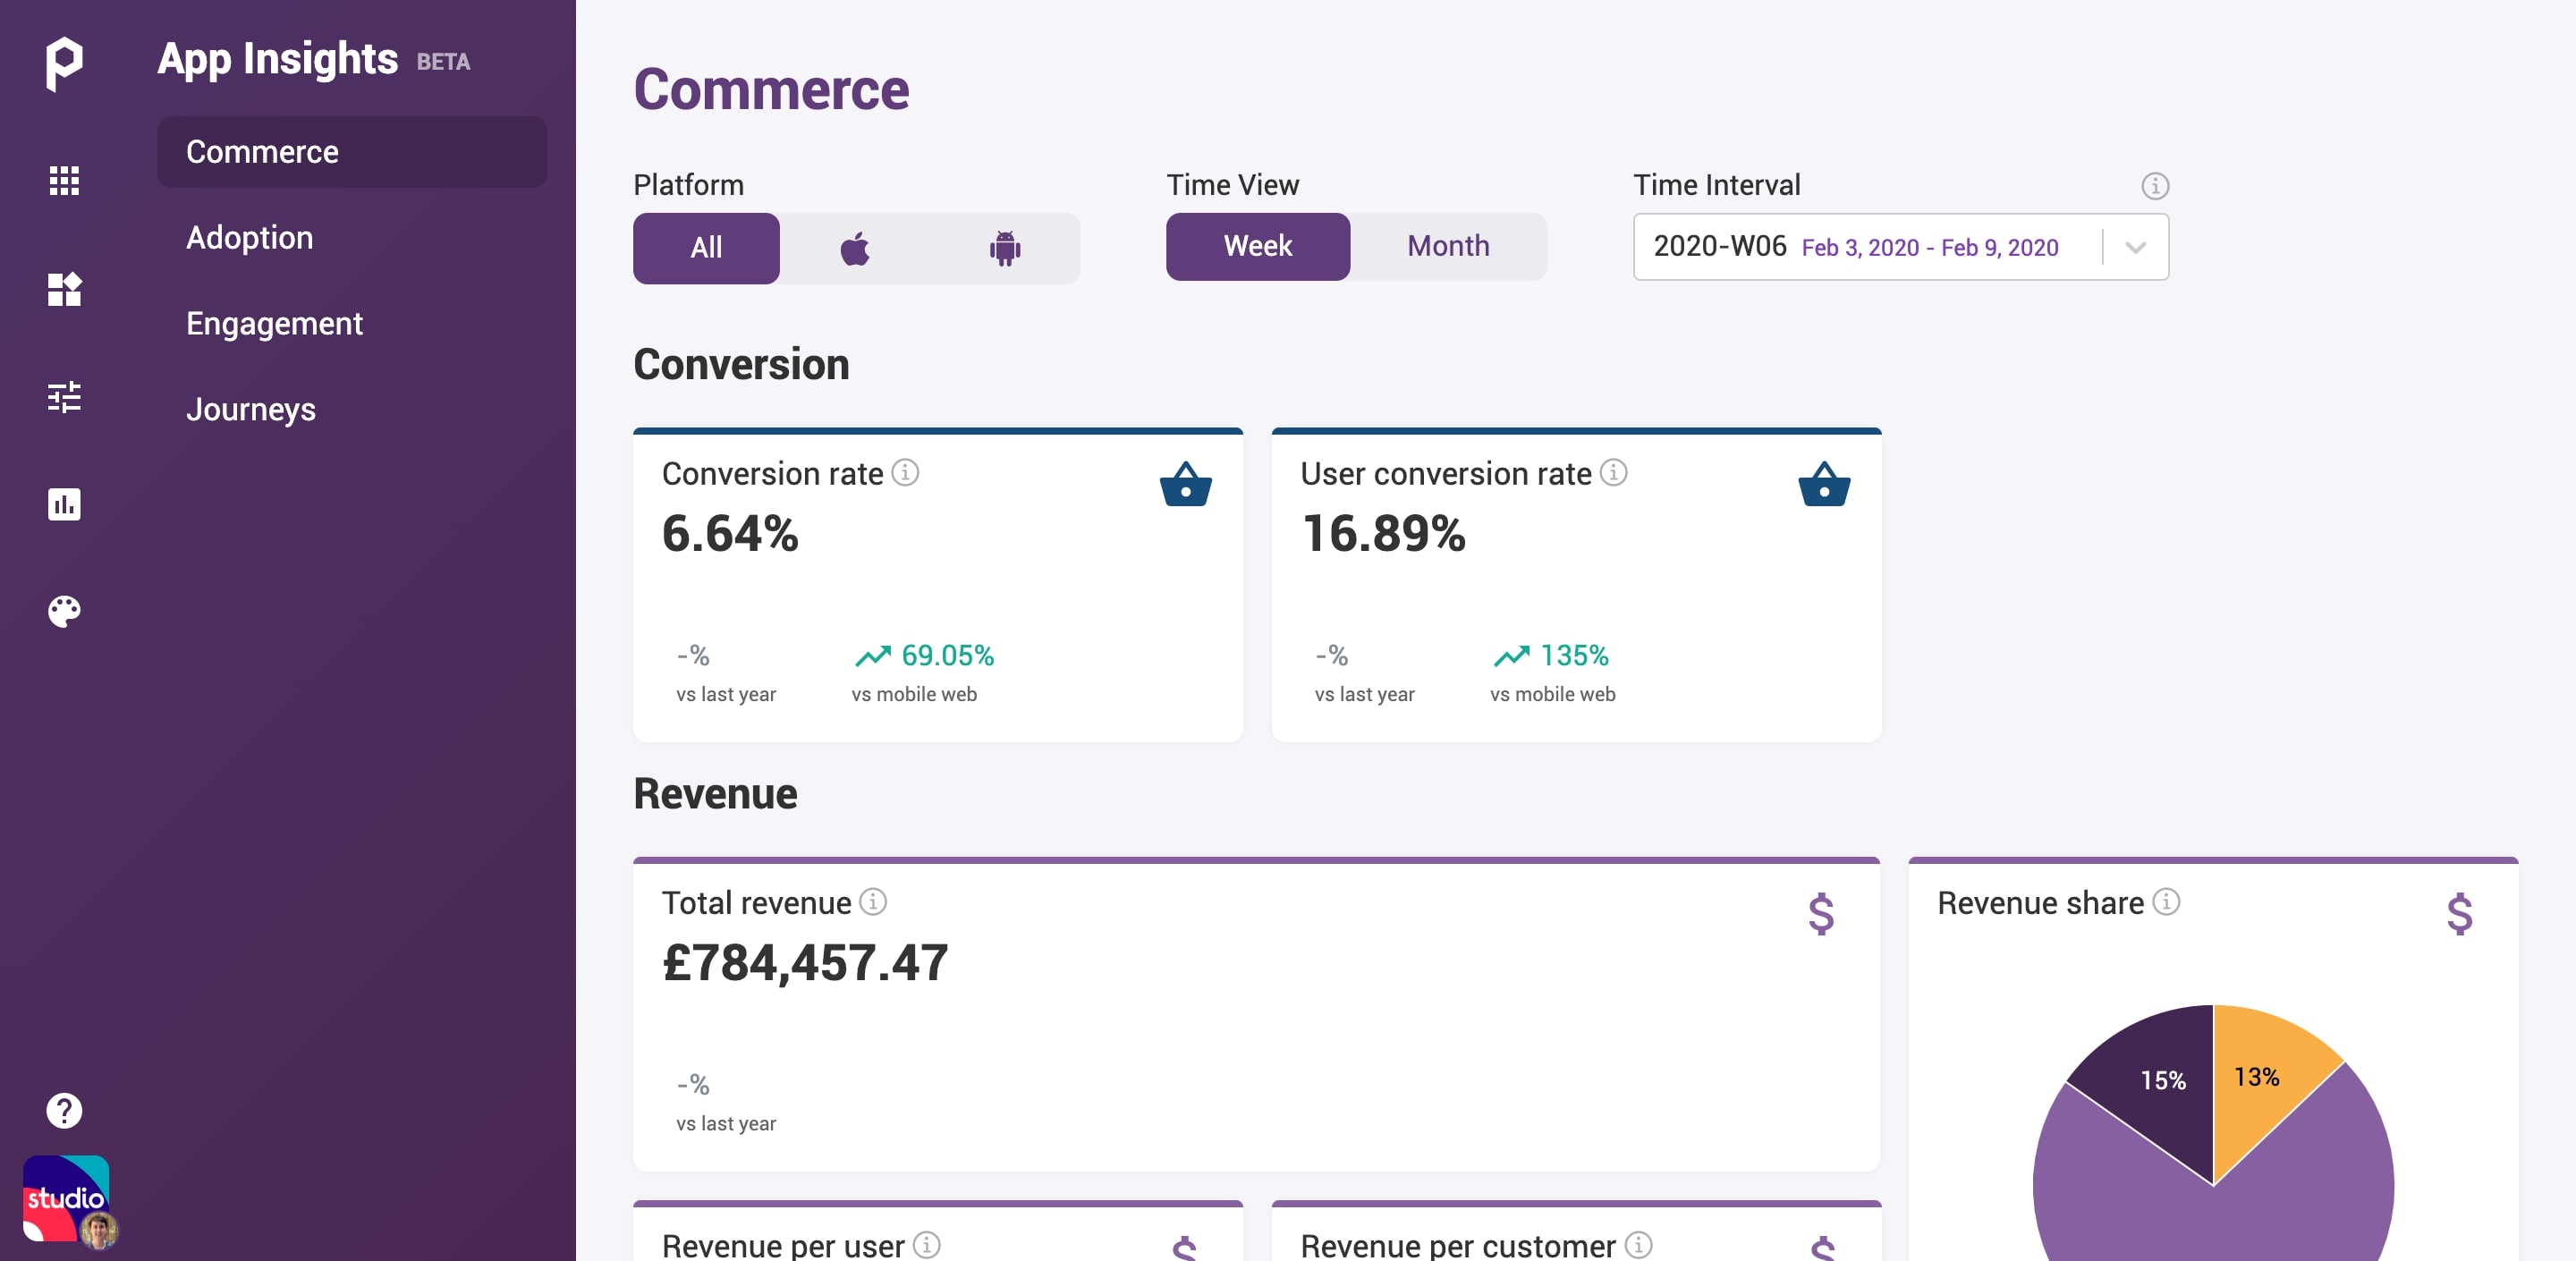 App Insights BETA
Commerce
Adoption
Engagement
Journeys
studio
Commerce
Platform
All
Time View
Week Month
Time Interval
2020-W06 Feb 3, 2020 - Feb 9, 2020
Conversion
Conversion rate
6.64%
-%
vs last year
69.05%
vs mobile web
User conversion rate
16.89%
-%
vs last year
135%
vs mobile web
Revenue
Total revenue
£784,457.47
-%
vs last year
Revenue share
15%
13%
Revenue per user
Revenue per customer